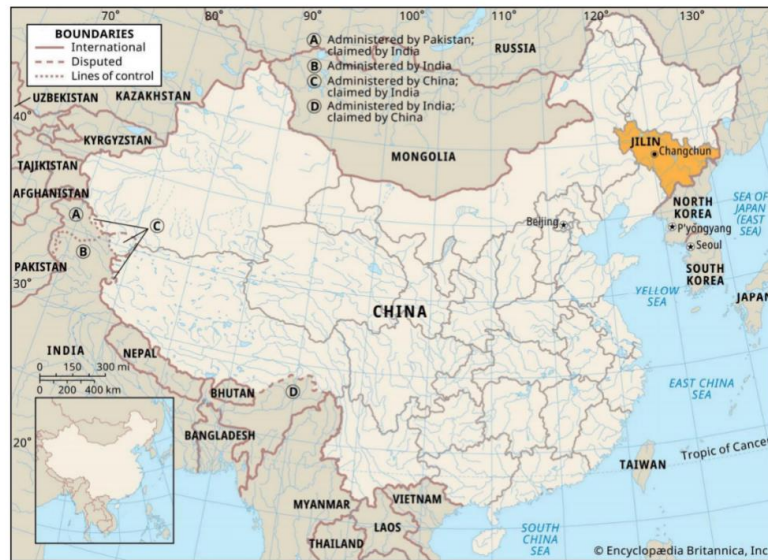 70°
80°
90°
100°
110°
120°
130°
BOUNDARIES
International
Disputed
Lines of control
A Administered by Pakistan;
claimed by India
B Administered by India
C Administered by China;
claimed by India
D Administered by India;
claimed by China
RUSSIA
UZBEKISTAN
KAZAKHSTAN
40°
KYRGYZSTAN
TAJIKISTAN
AFGHANISTAN
MONGOLIA
JILIN
Changchun
A
B
C
PAKISTAN
30°
Beijing
NORTH
KOREA
P'yŏngyang
Seoul
SOUTH
KOREA
SEA OF
JAPAN
(EAST
SEA)
YELLOW
SEA
JAPAN
CHINA
INDIA
NEPAL
0 150 300 mi
0 200 400 km
BHUTAN
D
BANGLADESH
EAST CHINA
SEA
20°
TAIWAN
Tropic of Cancer
MYANMAR
VIETNAM
LAOS
THAILAND
SOUTH
CHINA
SEA
© Encyclopædia Britannica, Inc.